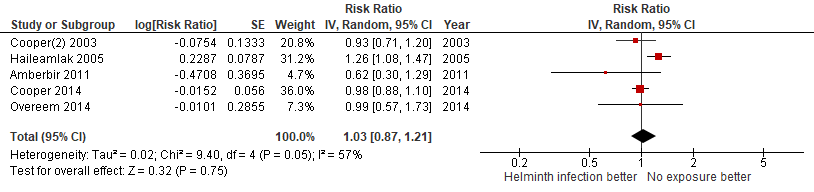 Risk Ratio Risk Ratio
Study or Subgroup log[Risk Ratio] SE Weight IV, Random, 95% CI Year IV, Random, 95% CI
Cooper(2) 2003 -0.0754 0.1333 20.8% 0.93 [0.71, 1.20] 2003
Haileamlak 2005 0.2287 0.0787 31.2% 1.26 [1.08, 1.47] 2005
Amberbir 2011 -0.4708 0.3695 4.7% 0.62 [0.30, 1.29] 2011
Cooper 2014 -0.0152 0.056 36.0% 0.98 [0.88, 1.10] 2014
Overeem 2014 -0.0101 0.2855 7.3% 0.99 [0.57, 1.73] 2014
Total (95% CI) 100.0% 1.03 [0.87, 1.21]
Heterogeneity: Tau² = 0.02; Chi² = 9.40, df = 4 (P = 0.05); I² = 57%
Test for overall effect: Z = 0.32 (P = 0.75)
0.2 0.5 1 2 5
Helminth infection better No exposure better